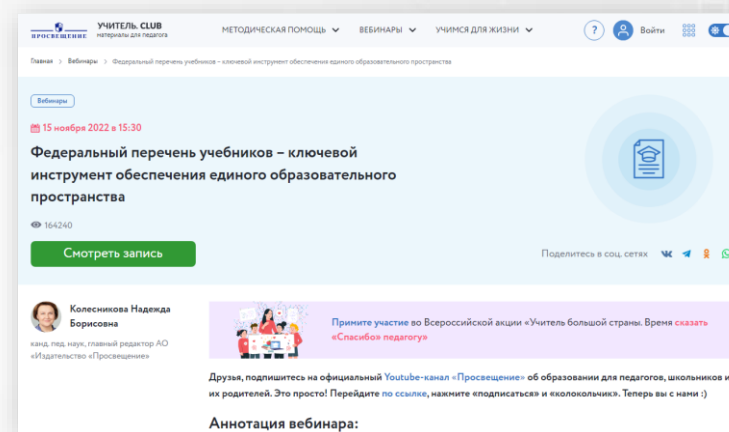 ПРОСВЕЩЕНИЕ
УЧИТЕЛЬ. CLUB
материалы для педагога
МЕТОДИЧЕСКАЯ ПОМОЩЬ
ВЕБИНАРЫ
УЧИМСЯ ДЛЯ ЖИЗНИ
?
Войти
Главная > Вебинары > Федеральный перечень учебников – ключевой инструмент обеспечения единого образовательного пространства
Вебинары
15 ноября 2022 в 15:30
Федеральный перечень учебников – ключевой
инструмент обеспечения единого образовательного
пространства
164240
Смотреть запись
Поделитесь в соц. сетях
Колесникова Надежда
Борисовна
канд. пед. наук, главный редактор АО
«Издательство «Просвещение»
Примите участие во Всероссийской акции «Учитель большой страны. Время сказать
«Спасибо» педагогу»
Друзья, подпишитесь на официальный Youtube-канал «Просвещение» об образовании для педагогов, школьников и
их родителей. Это просто! Перейдите по ссылке, нажмите «подписаться» и «колокольчик». Теперь вы с нами :)
Аннотация вебинара: